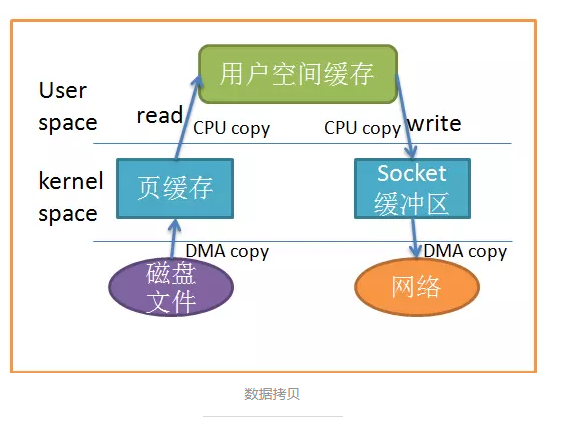 用户空间缓存
User
space
read
CPU copy
CPU copy
write
kernel
space
页缓存
Socket
缓冲区
DMA copy
DMA copy
磁盘
文件
网络
数据拷贝